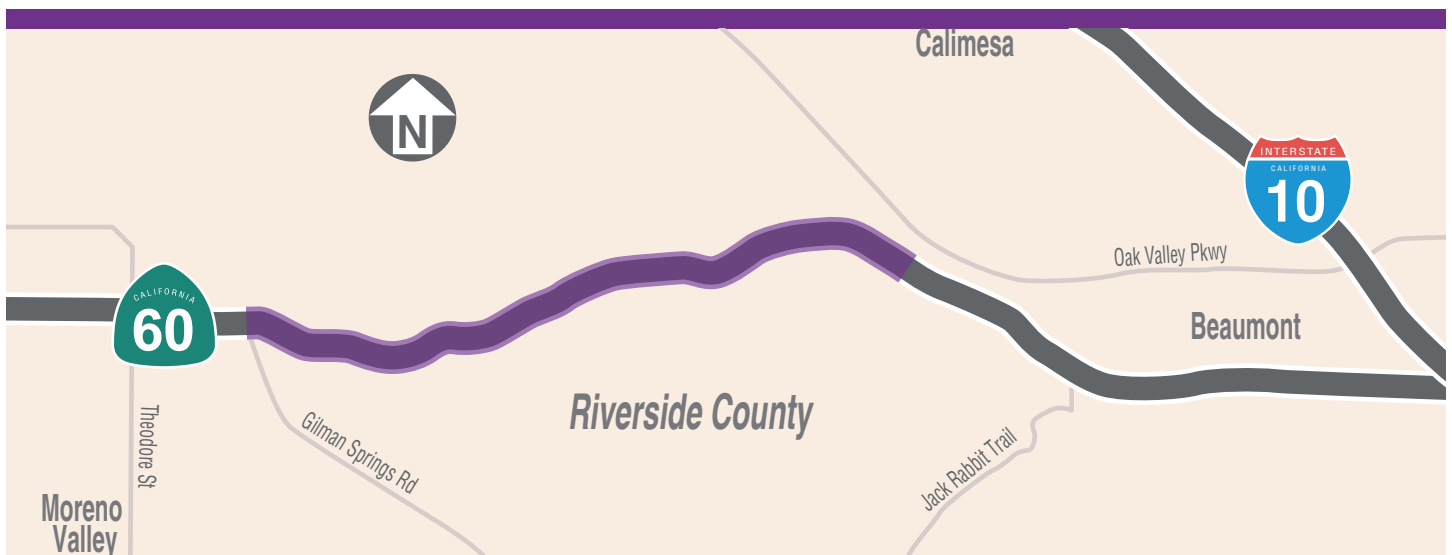 Calimesa
N
INTERSTATE
CALIFORNIA
10
Oak Valley Pkwy
CALIFORNIA
60
Beaumont
Riverside County
Theodore St
Gilman Springs Rd
Jack Rabbit Trail
Moreno
Valley